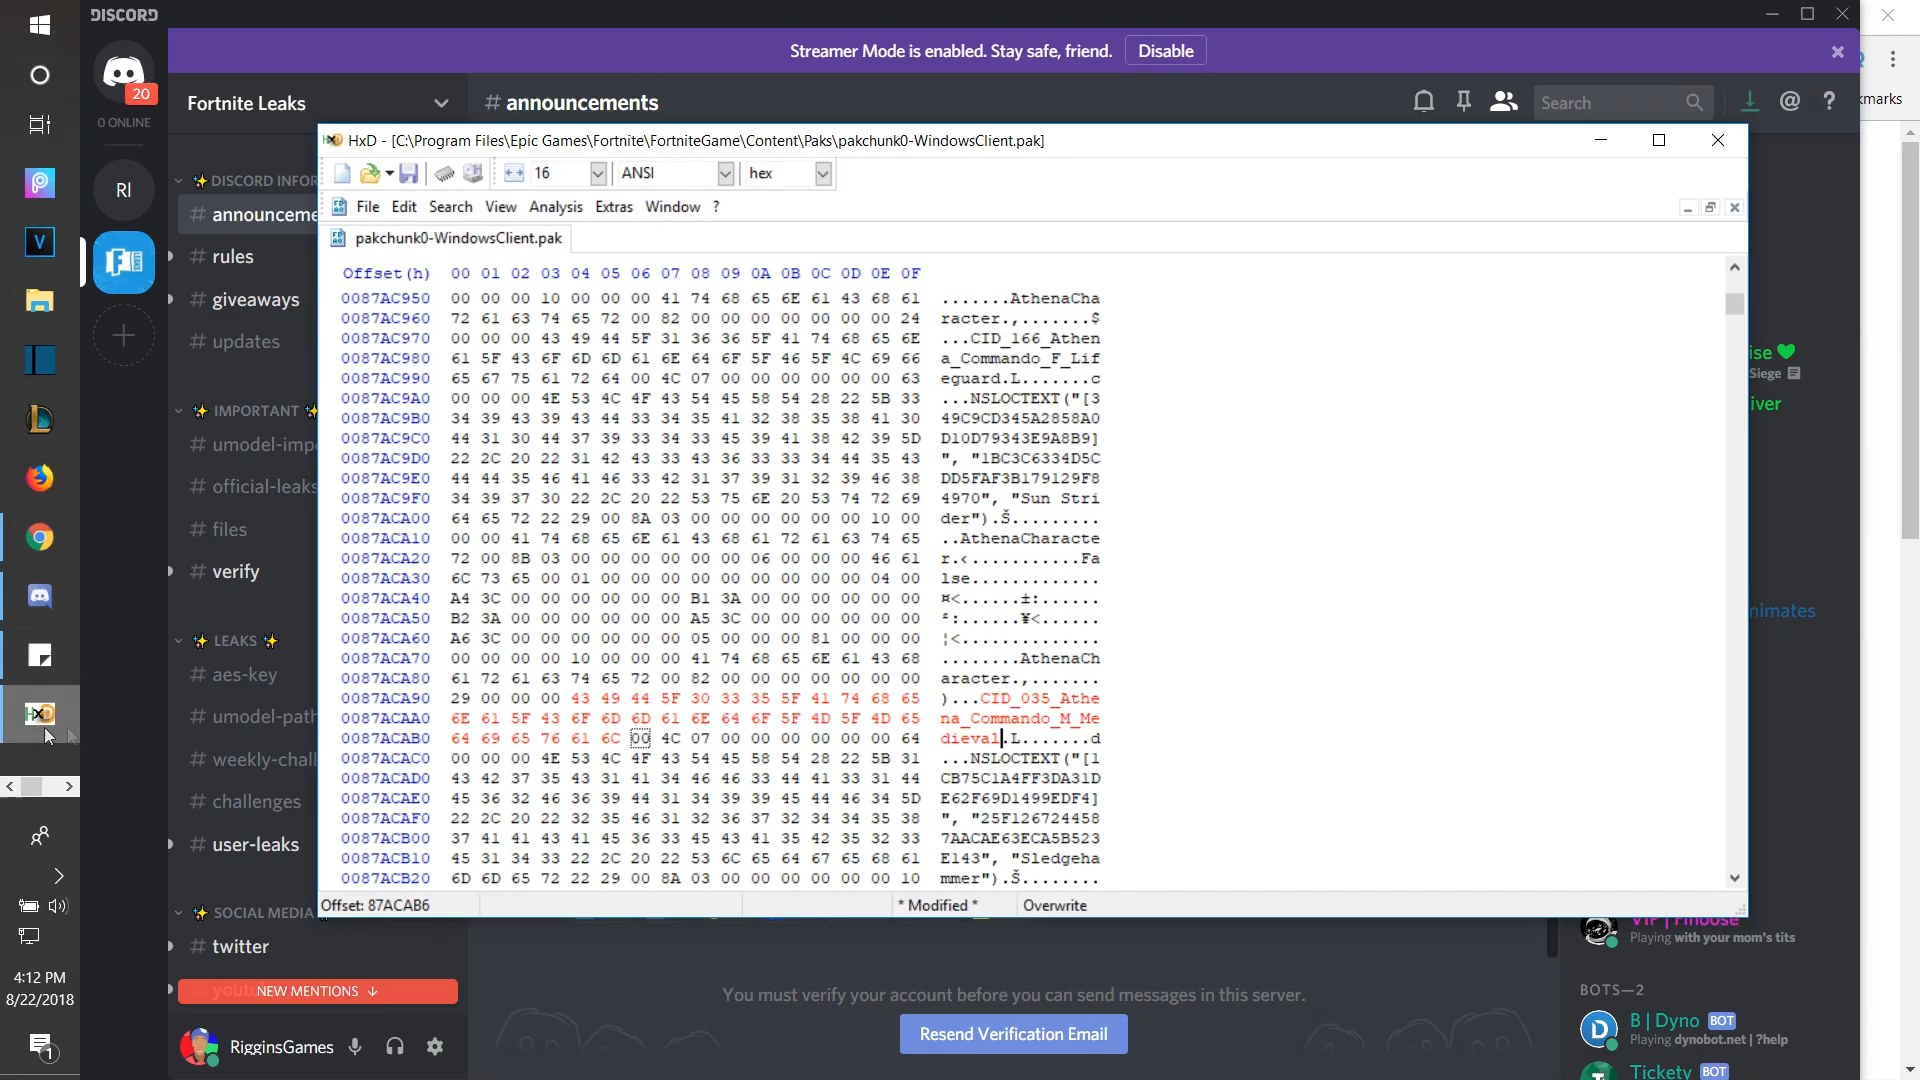 DISCORD
Streamer Mode is enabled. Stay safe, friend. Disable
20
0 ONLINE
RI
Fortnite Leaks
# announcements
Search
@ ?
DISCORD INFOR
# announceme
# rules
# giveaways
# updates
IMPORTANT
# umodel-imp
# official-leaks
# files
# verify
LEAKS
# aes-key
# umodel-path
# weekly-chall
# challenges
# user-leaks
SOCIAL MEDIA
# twitter
NEW MENTIONS ↓
RigginsGames
HxD - [C:\Program Files\Epic Games\Fortnite\FortniteGame\Content\Paks\pakchunk0-WindowsClient.pak]
16 ANSI hex
File Edit Search View Analysis Extras Window ?
pakchunk0-WindowsClient.pak
Offset(h) 00 01 02 03 04 05 06 07 08 09 0A 0B 0C 0D 0E 0F
0087AC950 00 00 00 10 00 00 00 41 74 68 65 6E 61 43 68 61 .......AthenaCha
0087AC960 72 61 63 74 65 72 00 82 00 00 00 00 00 00 00 24 racter.‚.......$
0087AC970 00 00 00 43 49 44 5F 31 36 36 5F 41 74 68 65 6E ...CID_166_Athen
0087AC980 61 5F 43 6F 6D 6D 61 6E 64 6F 5F 46 5F 4C 69 66 a_Commando_F_Lif
0087AC990 65 67 75 61 72 64 00 4C 07 00 00 00 00 00 00 63 eguard.L.......c
0087AC9A0 00 00 00 4E 53 4C 4F 43 54 45 58 54 28 22 5B 33 ...NSLOCTEXT("[3
0087AC9B0 34 39 43 39 43 44 33 34 35 41 32 38 35 38 41 30 49C9CD345A2858A0
0087AC9C0 44 31 30 44 37 39 33 34 33 45 39 41 38 42 39 5D D10D79343E9A8B9]
0087AC9D0 22 2C 20 22 31 42 43 33 43 36 33 33 34 44 35 43 ", "1BC3C6334D5C
0087AC9E0 44 44 35 46 41 46 33 42 31 37 39 31 32 39 46 38 DD5FAF3B179129F8
0087AC9F0 34 39 37 30 22 2C 20 22 53 75 6E 20 53 74 72 69 4970", "Sun Stri
0087ACA00 64 65 72 22 29 00 8A 03 00 00 00 00 00 00 10 00 der").Š.........
0087ACA10 00 00 41 74 68 65 6E 61 43 68 61 72 61 63 74 65 ..AthenaCharacte
0087ACA20 72 00 8B 03 00 00 00 00 00 00 06 00 00 00 46 61 r.‹...........Fa
0087ACA30 6C 73 65 00 01 00 00 00 00 00 00 00 00 00 04 00 lse.............
0087ACA40 A4 3C 00 00 00 00 00 00 B1 3A 00 00 00 00 00 00 ¤<......±:......
0087ACA50 B2 3A 00 00 00 00 00 00 A5 3C 00 00 00 00 00 00 ²:......¥<......
0087ACA60 A6 3C 00 00 00 00 00 00 05 00 00 00 81 00 00 00 ¦<..............
0087ACA70 00 00 00 00 10 00 00 00 41 74 68 65 6E 61 43 68 ........AthenaCh
0087ACA80 61 72 61 63 74 65 72 00 82 00 00 00 00 00 00 00 aracter.‚.......
0087ACA90 29 00 00 00 43 49 44 5F 30 33 35 5F 41 74 68 65 )...CID_035_Athe
0087ACAA0 6E 61 5F 43 6F 6D 6D 61 6E 64 6F 5F 4D 5F 4D 65 na_Commando_M_Me
0087ACAB0 64 69 65 76 61 6C 00 4C 07 00 00 00 00 00 00 64 dieval.L.......d
0087ACAC0 00 00 00 4E 53 4C 4F 43 54 45 58 54 28 22 5B 31 ...NSLOCTEXT("[1
0087ACAD0 43 42 37 35 43 31 41 34 46 46 33 44 41 33 31 44 CB75C1A4FF3DA31D
0087ACAE0 45 36 32 46 36 39 44 31 34 39 39 45 44 46 34 5D E62F69D1499EDF4]
0087ACAF0 22 2C 20 22 32 35 46 31 32 36 37 32 34 34 35 38 ", "25F126724458
0087ACB00 37 41 41 43 41 45 36 33 45 43 41 35 42 35 32 33 7AACAE63ECA5B523
0087ACB10 45 31 34 33 22 2C 20 22 53 6C 65 64 67 65 68 61 E143", "Sledgeha
0087ACB20 6D 6D 65 72 22 29 00 8A 03 00 00 00 00 00 00 10 mmer").Š........
Offset: 87ACAB6 * Modified * Overwrite
You must verify your account before you can send messages in this server.
Resend Verification Email
marks
ise
Siege
iver
nimates
Playing with your mom's tits
BOTS—2
B | Dyno BOT
Playing dynobot.net | ?help
Tickety BOT
4:12 PM
8/22/2018
1